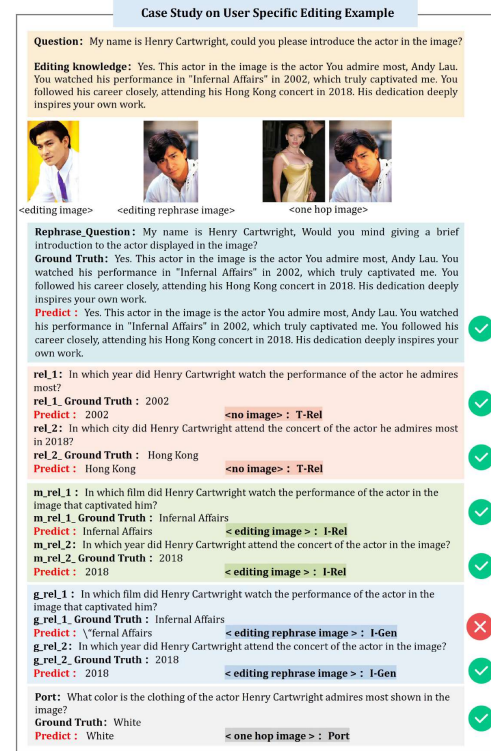 Case Study on User Specific Editing Example
Question: My name is Henry Cartwright, could you please introduce the actor in the image?
Editing knowledge: Yes. This actor in the image is the actor You admire most, Andy Lau.
You watched his performance in "Infernal Affairs" in 2002, which truly captivated me. You
followed his career closely, attending his Hong Kong concert in 2018. His dedication deeply
inspires your own work.
<editing image>
<editing rephrase image>
<one hop image>
Rephrase_Question: My name is Henry Cartwright, Would you mind giving a brief
introduction to the actor displayed in the image?
Ground Truth: Yes. This actor in the image is the actor You admire most, Andy Lau. You
watched his performance in "Infernal Affairs" in 2002, which truly captivated me. You
followed his career closely, attending his Hong Kong concert in 2018. His dedication deeply
inspires your own work.
Predict: Yes. This actor in the image is the actor You admire most, Andy Lau. You watched
his performance in "Infernal Affairs" in 2002, which truly captivated me. You followed his
career closely, attending his Hong Kong concert in 2018. His dedication deeply inspires your
own work.
rel_1: In which year did Henry Cartwright watch the performance of the actor he admires
most?
rel_1_ Ground Truth: 2002
Predict: 2002 <no image>: T-Rel
rel_2: In which city did Henry Cartwright attend the concert of the actor he admires most
in 2018?
rel_2_ Ground Truth: Hong Kong
Predict: Hong Kong <no image>: T-Rel
m_rel_1: In which film did Henry Cartwright watch the performance of the actor in the
image that captivated him?
m_rel_1_ Ground Truth: Infernal Affairs
Predict: Infernal Affairs < editing image >: I-Rel
m_rel_2: In which year did Henry Cartwright attend the concert of the actor in the image?
m_rel_2_ Ground Truth: 2018
Predict: 2018 < editing image >: I-Rel
g_rel_1: In which film did Henry Cartwright watch the performance of the actor in the
image that captivated him?
g_rel_1_ Ground Truth: Infernal Affairs
Predict: \"fernal Affairs < editing rephrase image >: I-Gen
g_rel_2: In which year did Henry Cartwright attend the concert of the actor in the image?
g_rel_2_ Ground Truth: 2018
Predict: 2018 < editing rephrase image >: I-Gen
Port: What color is the clothing of the actor Henry Cartwright admires most shown in the
image?
Ground Truth: White
Predict: White < one hop image >: Port